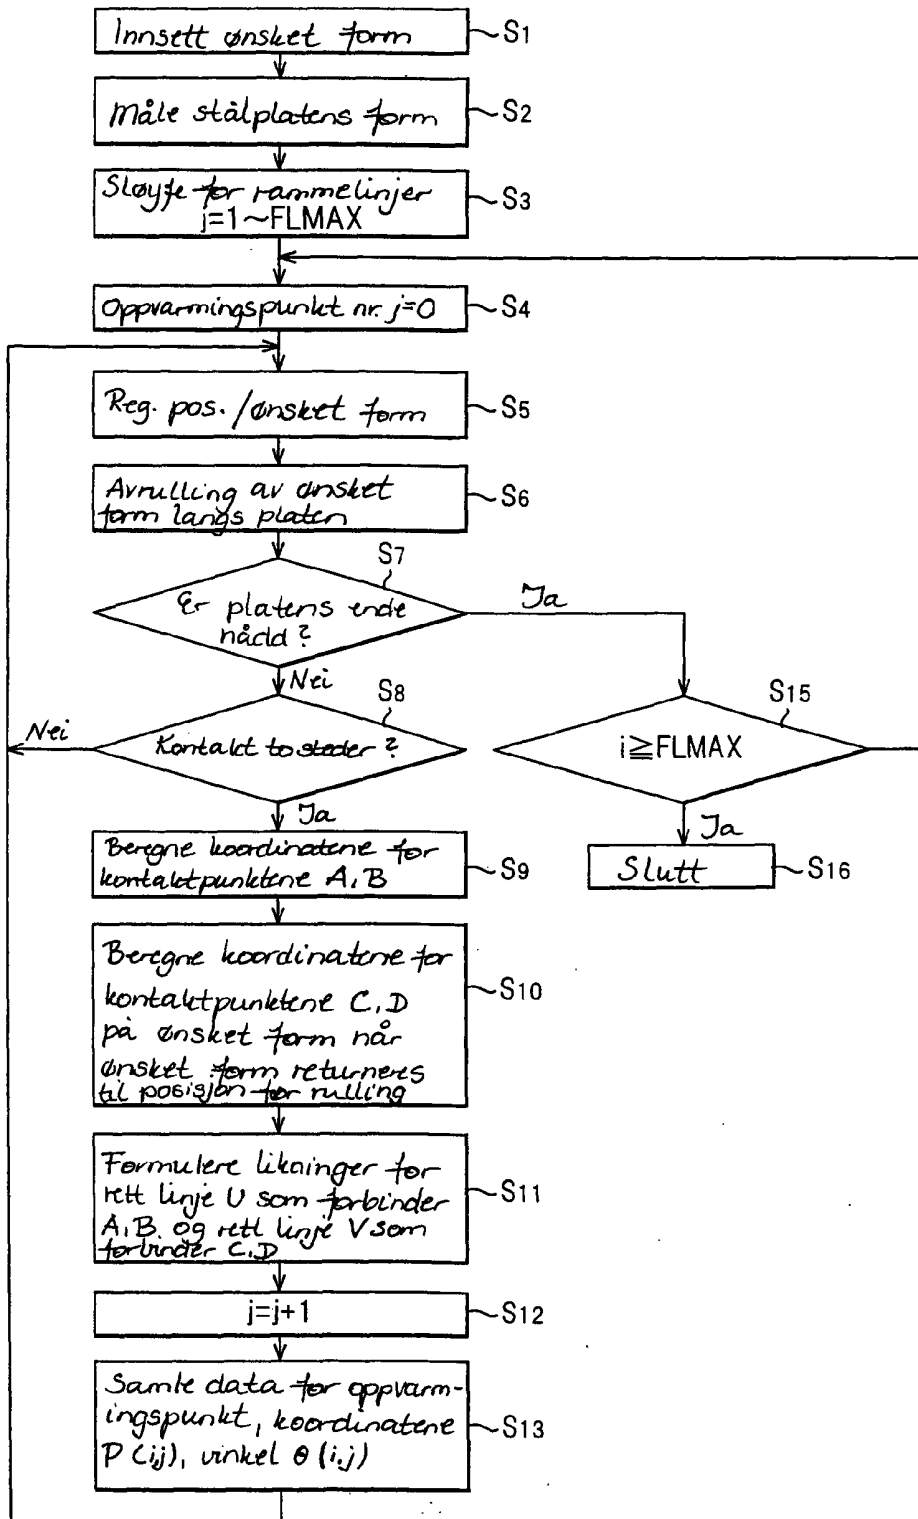 Innsett ønsket form
S1
Måle stålplatens form
S2
Sløyfe for rammelinjer
j=1~FLMAX
S3
Oppvarmingspunkt nr. j=0
S4
Reg. pos. /ønsket form
S5
Avrulling av ønsket
form langs platen
S6
S7
Er platens ende
nådd?
Ja
Nei
S8
Kontakt to steder?
Nei
Ja
S15
i≧FLMAX
Ja
Slutt
S16
Beregne koordinatene for
kontaktpunktene A,B
S9
Beregne koordinatene for
kontaktpunktene C,D
på ønsket form når
ønsket form returneres
til posisjon før rulling
S10
Formulere likninger for
rett linje U som forbinder
A,B. og rett linje V som
forbinder C,D
S11
j=j+1
S12
Samle data for oppvarm-
ingspunkt, koordinatene
P(i,j), vinkel θ(i,j)
S13